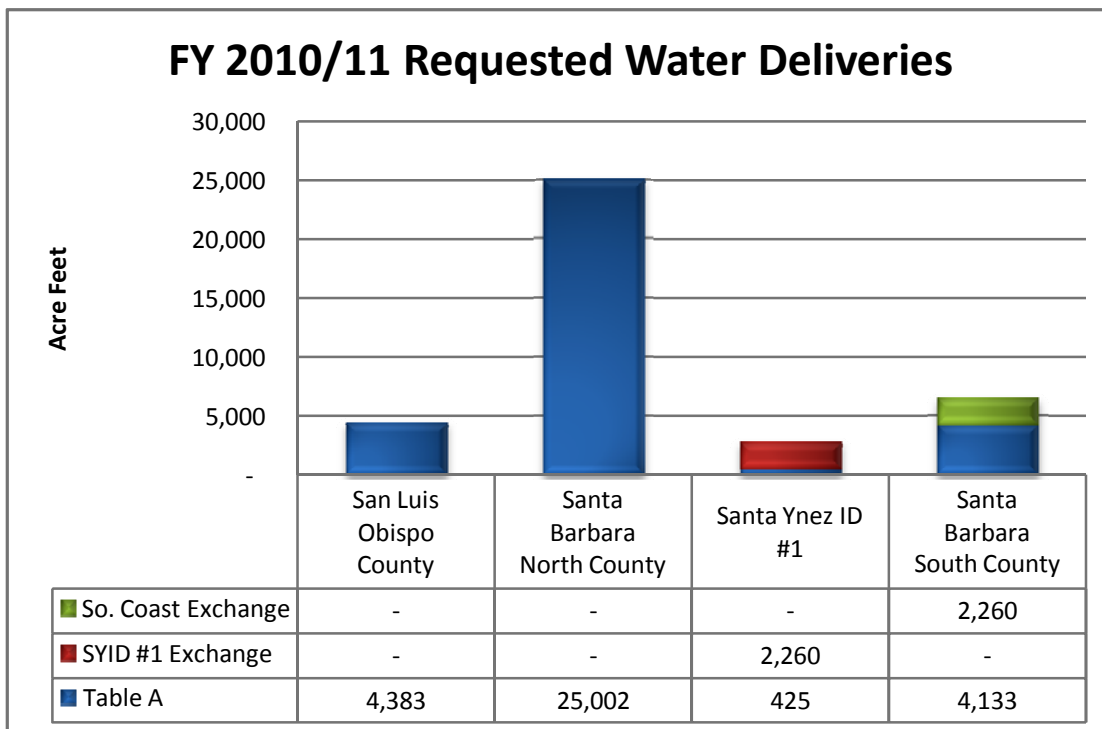 FY 2010/11 Requested Water Deliveries
Acre Feet
30,000
25,000
20,000
15,000
10,000
5,000
-
San Luis
Obispo
County
Santa
Barbara
North County
Santa Ynez ID
#1
Santa
Barbara
South County
So. Coast Exchange - - - 2,260
SYID #1 Exchange - - 2,260 -
Table A 4,383 25,002 425 4,133